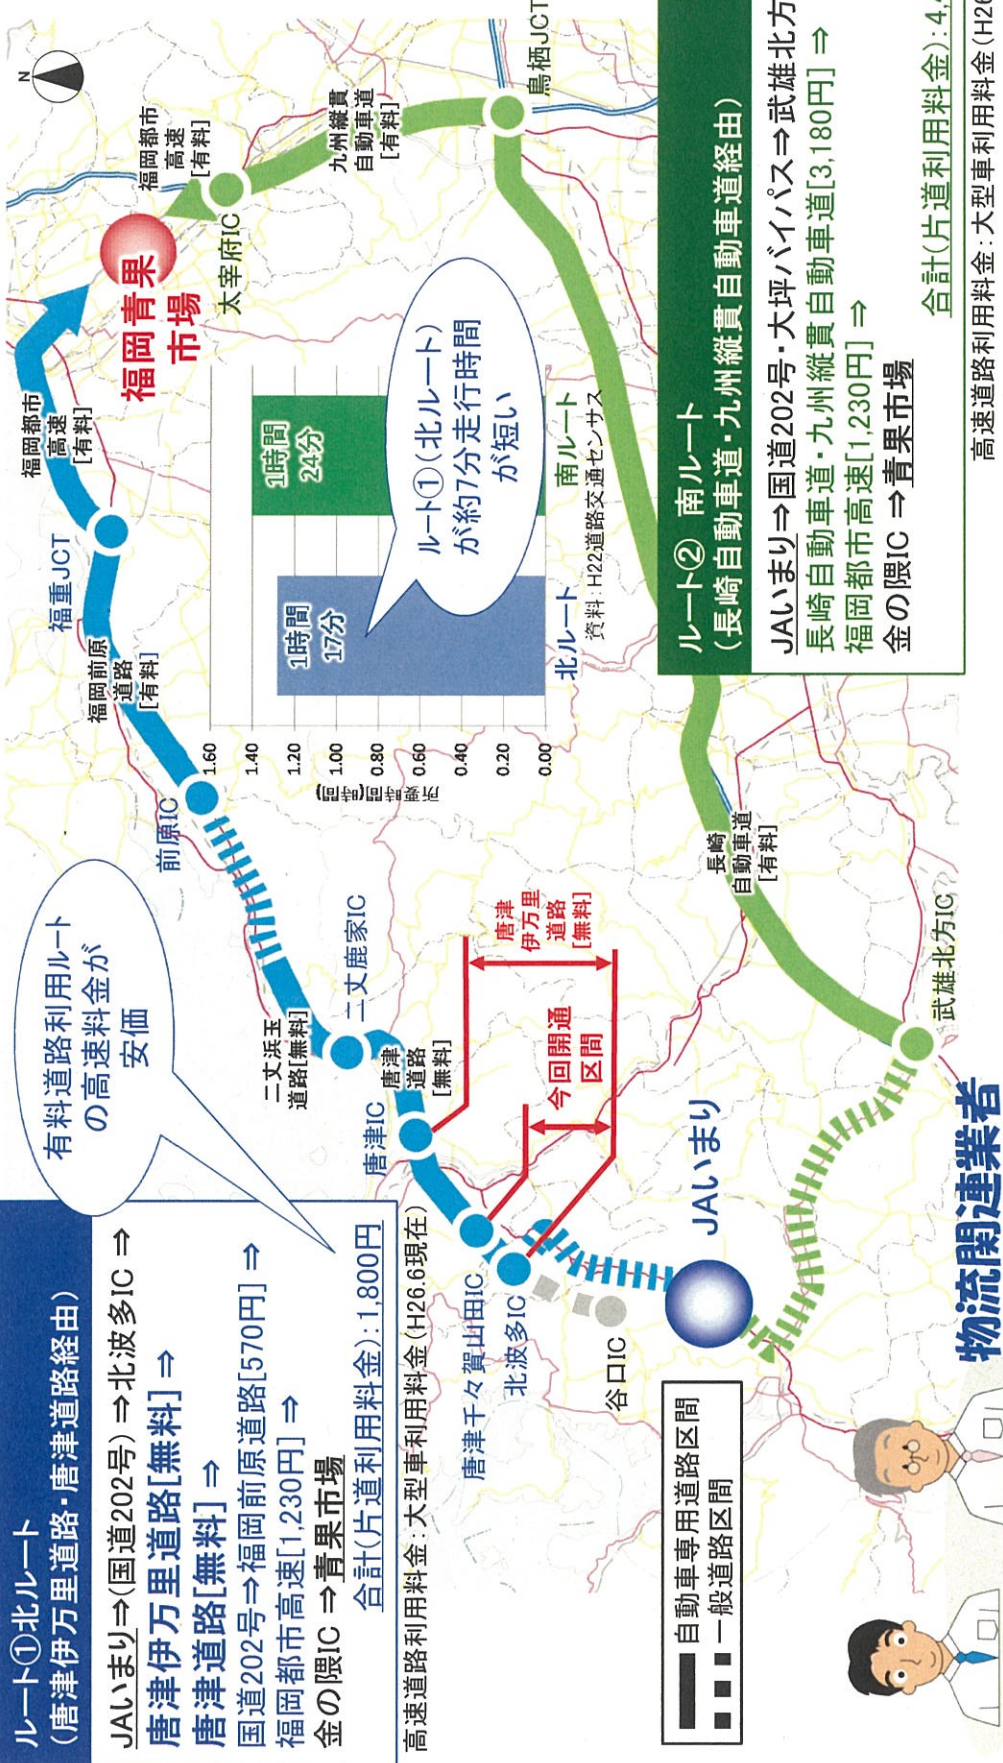 ルート①北ルート
(唐津伊万里道路・唐津道路経由)
JAいまり⇒(国道202号)⇒北波多IC⇒
唐津伊万里道路[無料]⇒
唐津道路[無料]⇒
国道202号⇒福岡前原道路[570円]⇒
福岡都市高速[1,230円]⇒
金の隈IC⇒青果市場
合計(片道利用料金):1,800円
高速道路利用料金:大型車利用料金(H26.6現在)
有料道路利用ルート
の高速料金が
安価
N
福岡都市
高速
[有料]
福岡青果
市場
福岡都市
高速
[有料]
太宰府IC
九州縦貫
自動車道
[有料]
鳥栖JCT
福重JCT
福岡前原
道路
[有料]
前原IC
二丈鹿家IC
二丈浜玉
道路[無料]
唐津
道路
[無料]
唐津IC
唐津千々賀山田IC
北波多IC
谷口IC
唐津
伊万里
道路
[無料]
今回開通
区間
JAいまり
長崎
自動車道
[有料]
武雄北方IC
所要時間(時間)
1.60
1.40
1.20
1.00
0.80
0.60
0.40
0.20
0.00
1時間
17分
1時間
24分
北ルート
南ルート
資料:H22道路交通センサス
ルート①(北ルート)
が約7分走行時間
が短い
ルート② 南ルート
(長崎自動車道・九州縦貫自動車道経由)
JAいまり⇒国道202号・大坪バイパス⇒武雄北方
長崎自動車道・九州縦貫自動車道[3,180円]⇒
福岡都市高速[1,230円]⇒
金の隈IC⇒青果市場
合計(片道利用料金):4,
高速道路利用料金:大型車利用料金(H26
自動車専用道路区間
一般道路区間
物流関連業者